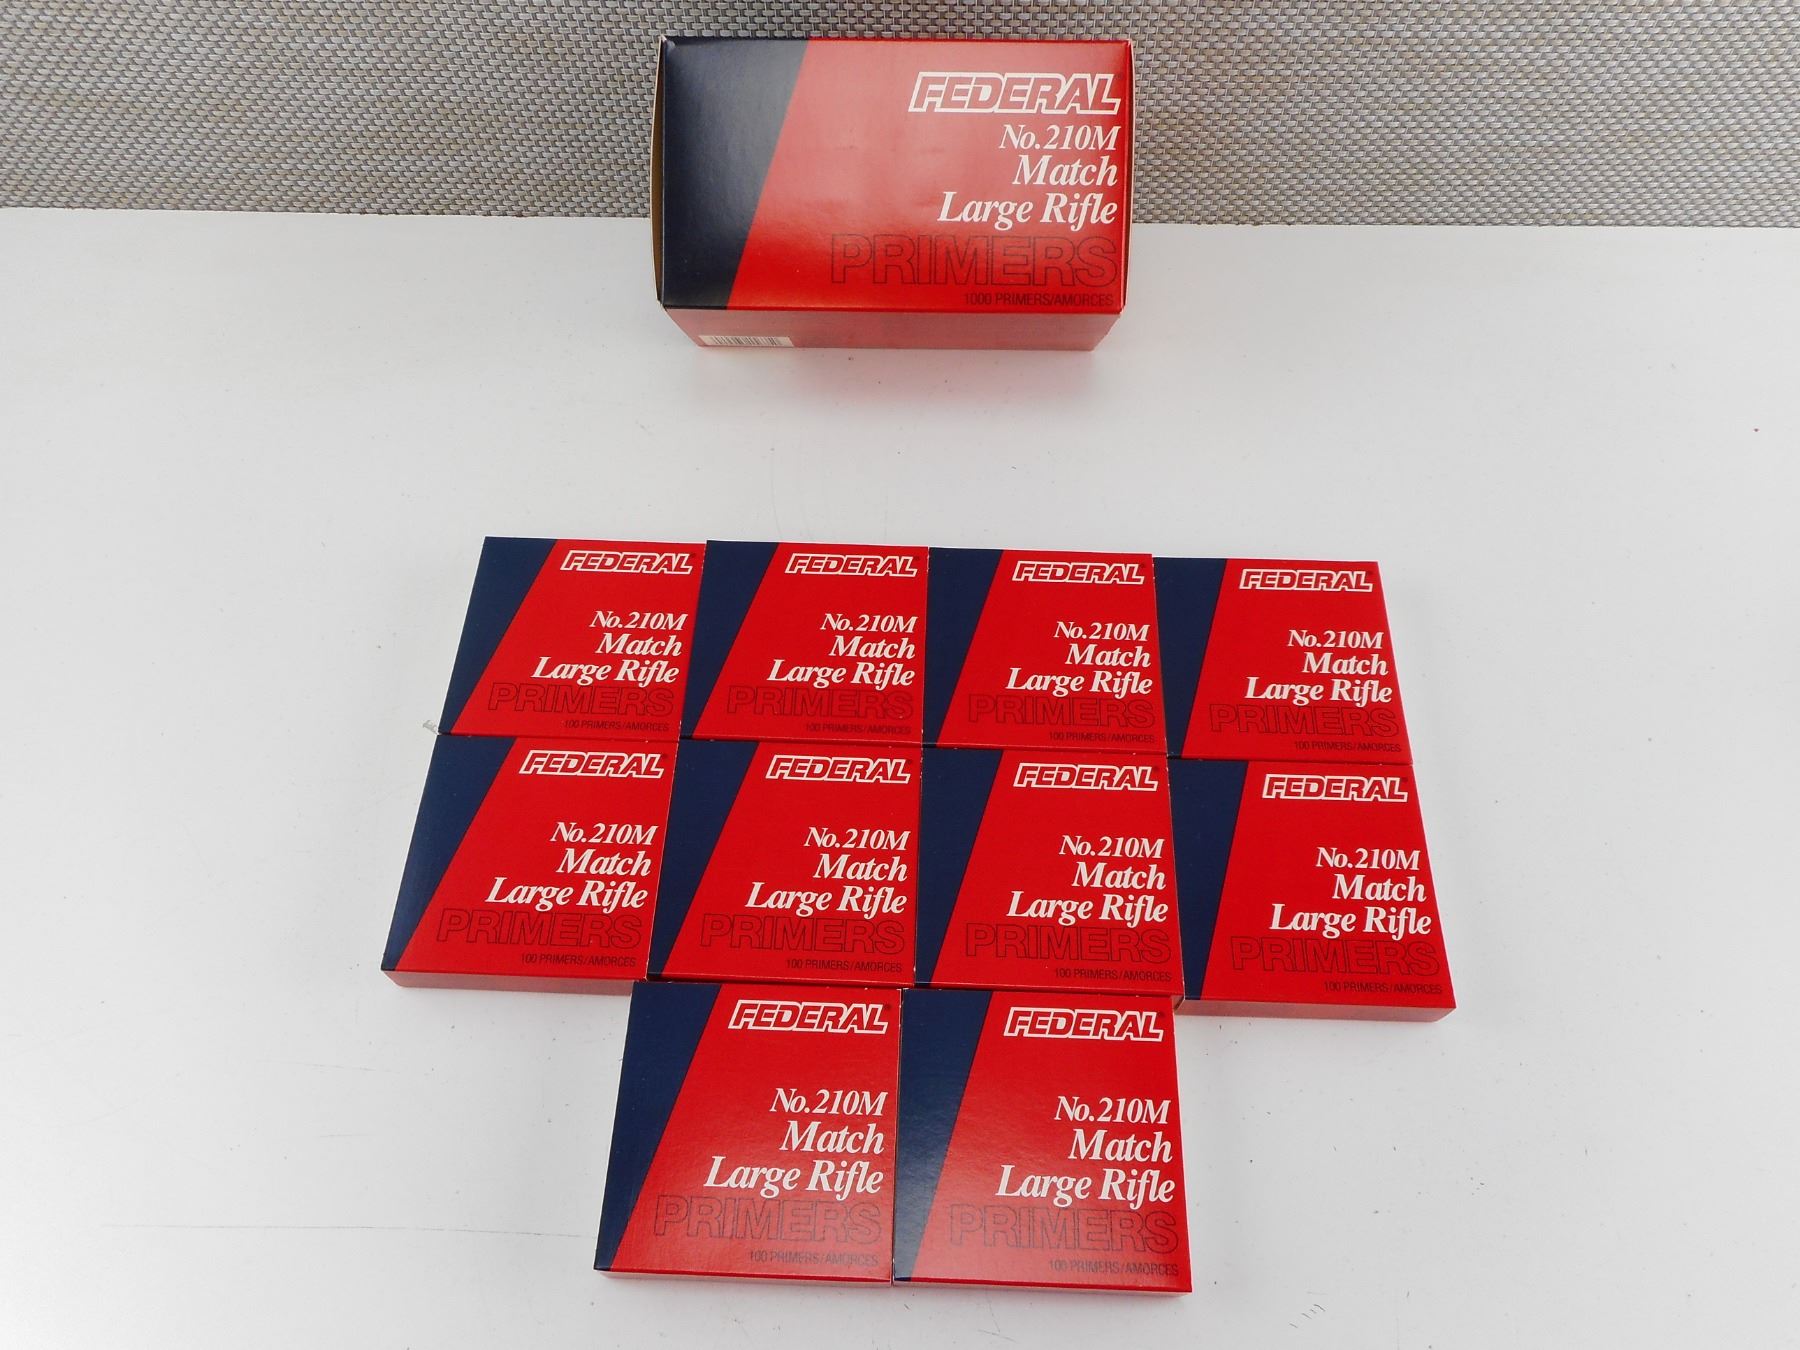 FEDERAL
No.210M
Match
Large Rifle
PRIMERS
1000 PRIMERS/AMORCES
FEDERAL
No.210M
Match
Large Rifle
PRIMERS
100 PRIMERS/AMORCES
FEDERAL
No.210M
Match
Large Rifle
PRIMERS
100 PRIMERS/AMORCES
FEDERAL
No.210M
Match
Large Rifle
PRIMERS
100 PRIMERS/AMORCES
FEDERAL
No.210M
Match
Large Rifle
PRIMERS
100 PRIMERS/AMORCES
FEDERAL
No.210M
Match
Large Rifle
PRIMERS
100 PRIMERS/AMORCES
FEDERAL
No.210M
Match
Large Rifle
PRIMERS
100 PRIMERS/AMORCES
FEDERAL
No.210M
Match
Large Rifle
PRIMERS
100 PRIMERS/AMORCES
FEDERAL
No.210M
Match
Large Rifle
PRIMERS
100 PRIMERS/AMORCES
FEDERAL
No.210M
Match
Large Rifle
PRIMERS
100 PRIMERS/AMORCES
FEDERAL
No.210M
Match
Large Rifle
PRIMERS
100 PRIMERS/AMORCES